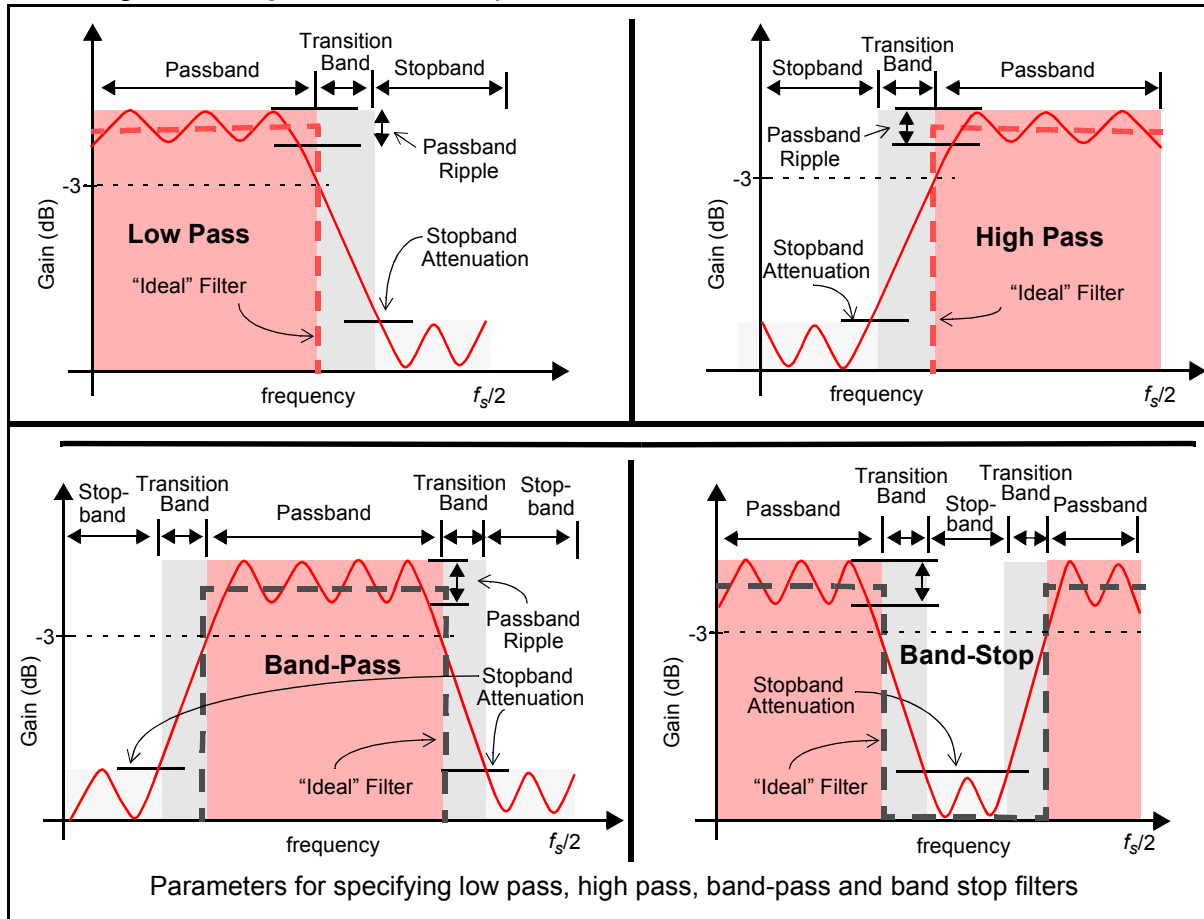 Transition
Band
Stopband
Passband
Passband
Ripple
-3
Gain (dB)
Low Pass
Stopband
Attenuation
“Ideal” Filter
frequency
fs/2
Transition
Band
Stopband
Passband
Passband
Ripple
-3
Gain (dB)
High Pass
Stopband
Attenuation
“Ideal” Filter
frequency
fs/2
Stop-
band
Transition
Band
Passband
Transition
Band
Stop-
band
Passband
Ripple
-3
Gain (dB)
Band-Pass
Stopband
Attenuation
“Ideal” Filter
frequency
fs/2
Passband
Transition
Band
Stop-
band
Transition
Band
Passband
-3
Gain (dB)
Band-Stop
Stopband
Attenuation
“Ideal” Filter
frequency
fs/2
Parameters for specifying low pass, high pass, band-pass and band stop filters